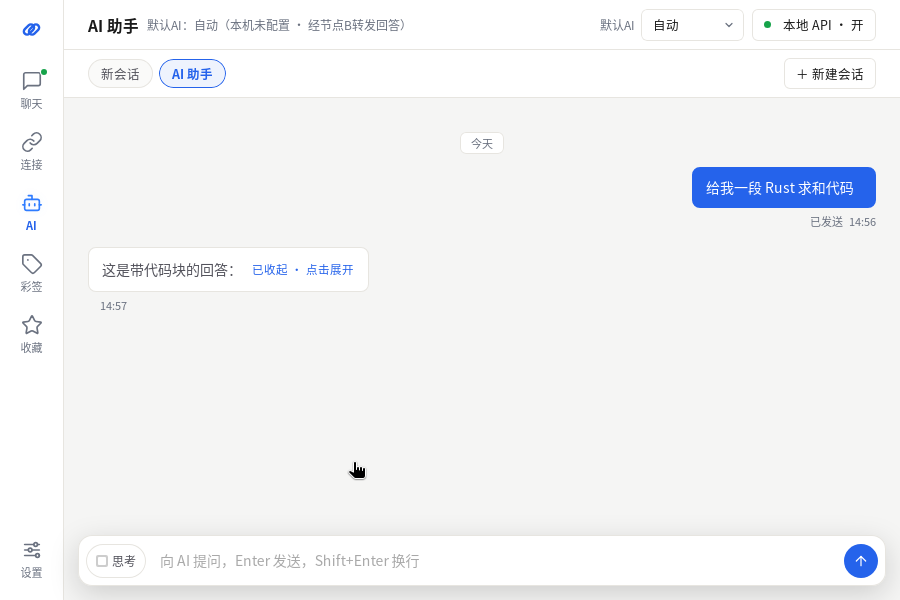 AI 助手 默认AI：自动（本机未配置 · 经节点B转发回答） 默认AI 自动 本地 API · 开
新会话 AI 助手 ＋ 新建会话
聊天
连接
AI
彩签
收藏
设置
今天
给我一段 Rust 求和代码
已发送 14:56
这是带代码块的回答： 已收起 · 点击展开
14:57
思考 向 AI 提问，Enter 发送，Shift+Enter 换行